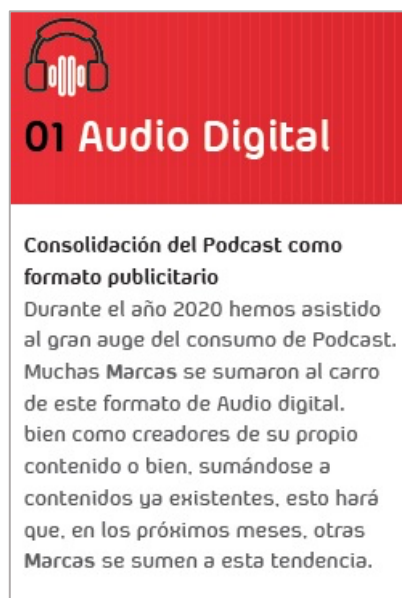 01 Audio Digital
Consolidación del Podcast como
formato publicitario
Durante el año 2020 hemos asistido
al gran auge del consumo de Podcast.
Muchas Marcas se sumaron al carro
de este formato de Audio digital.
bien como creadores de su propio
contenido o bien, sumándose a
contenidos ya existentes, esto hará
que, en los próximos meses, otras
Marcas se sumen a esta tendencia.